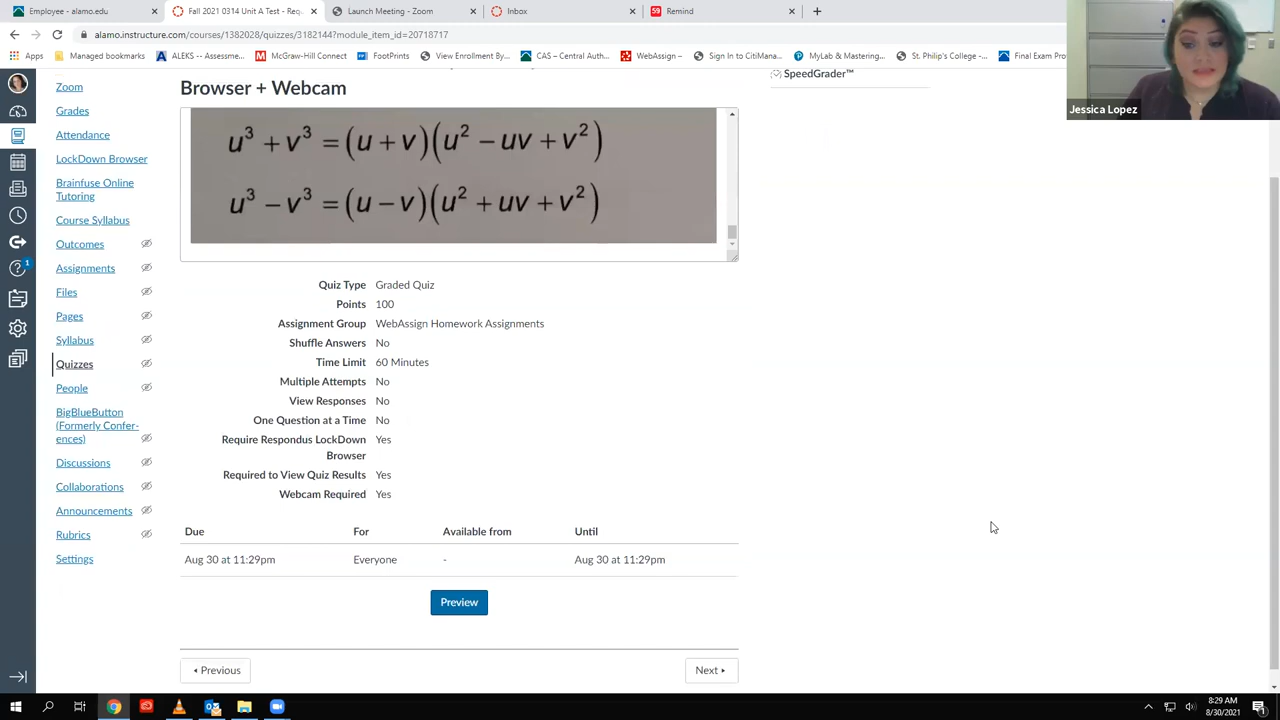 Employee - alamo.edu
Fall 2021 0314 Unit A Test - Req
Launch Meeting - Zoom
Inbox
Remind
alamo.instructure.com/courses/1382028/quizzes/3182144?module_item_id=20718717
Apps
Managed bookmarks
ALEKS -- Assessme...
McGraw-Hill Connect
FootPrints
View Enrollment By...
CAS – Central Auth...
WebAssign –
Sign In to CitiManag
MyLab & Mastering...
St. Philip's College -...
Final Exam Pro
Jessica Lopez
SpeedGrader™
Browser + Webcam
u³ + v³ = (u + v)(u² − uv + v²)
u³ − v³ = (u − v)(u² + uv + v²)
Zoom
Grades
Attendance
LockDown Browser
Brainfuse Online
Tutoring
Course Syllabus
Outcomes
Assignments
Files
Pages
Syllabus
Quizzes
People
BigBlueButton
(Formerly Confer-
ences)
Discussions
Collaborations
Announcements
Rubrics
Settings
1
Quiz Type Graded Quiz
Points 100
Assignment Group WebAssign Homework Assignments
Shuffle Answers No
Time Limit 60 Minutes
Multiple Attempts No
View Responses No
One Question at a Time No
Require Respondus LockDown Yes
Browser
Required to View Quiz Results Yes
Webcam Required Yes
Due For Available from Until
Aug 30 at 11:29pm Everyone - Aug 30 at 11:29pm
Preview
Previous
Next
8:29 AM
8/30/2021
1